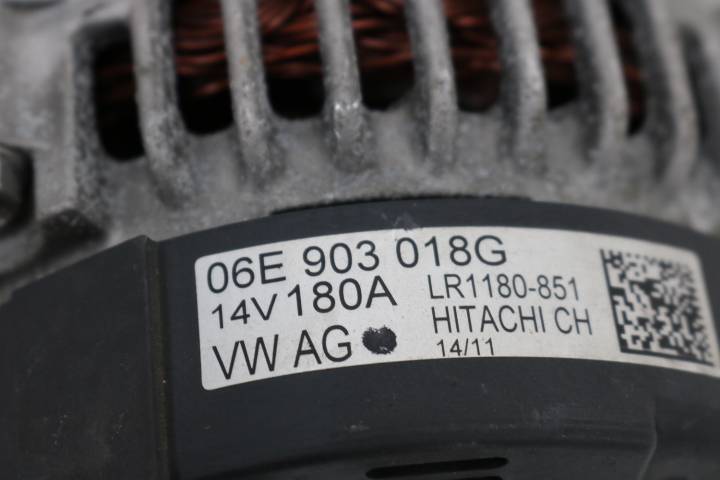 06E 903 018G
14V 180A LR1180-851
VW AG HITACHI CH
14/11